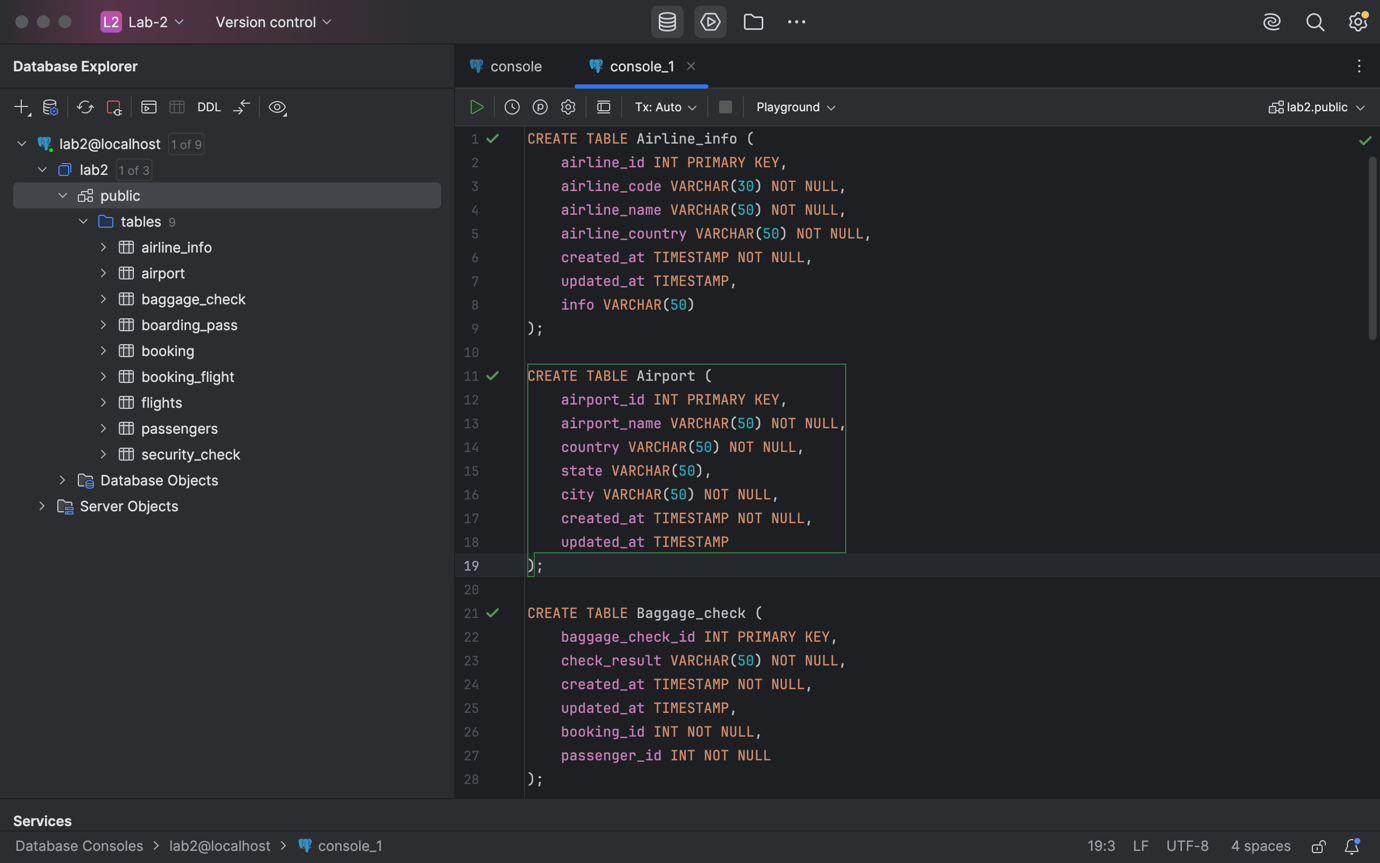 L2 Lab-2 Version control
Database Explorer
console
console_1
DDL
Tx: Auto
Playground
lab2.public
lab2@localhost 1 of 9
lab2 1 of 3
public
tables 9
airline_info
airport
baggage_check
boarding_pass
booking
booking_flight
flights
passengers
security_check
Database Objects
Server Objects
1 CREATE TABLE Airline_info (
2 airline_id INT PRIMARY KEY,
3 airline_code VARCHAR(30) NOT NULL,
4 airline_name VARCHAR(50) NOT NULL,
5 airline_country VARCHAR(50) NOT NULL,
6 created_at TIMESTAMP NOT NULL,
7 updated_at TIMESTAMP,
8 info VARCHAR(50)
9 );
10
11 CREATE TABLE Airport (
12 airport_id INT PRIMARY KEY,
13 airport_name VARCHAR(50) NOT NULL,
14 country VARCHAR(50) NOT NULL,
15 state VARCHAR(50),
16 city VARCHAR(50) NOT NULL,
17 created_at TIMESTAMP NOT NULL,
18 updated_at TIMESTAMP
19 );
20
21 CREATE TABLE Baggage_check (
22 baggage_check_id INT PRIMARY KEY,
23 check_result VARCHAR(50) NOT NULL,
24 created_at TIMESTAMP NOT NULL,
25 updated_at TIMESTAMP,
26 booking_id INT NOT NULL,
27 passenger_id INT NOT NULL
28 );
Services
Database Consoles > lab2@localhost > console_1
19:3 LF UTF-8 4 spaces